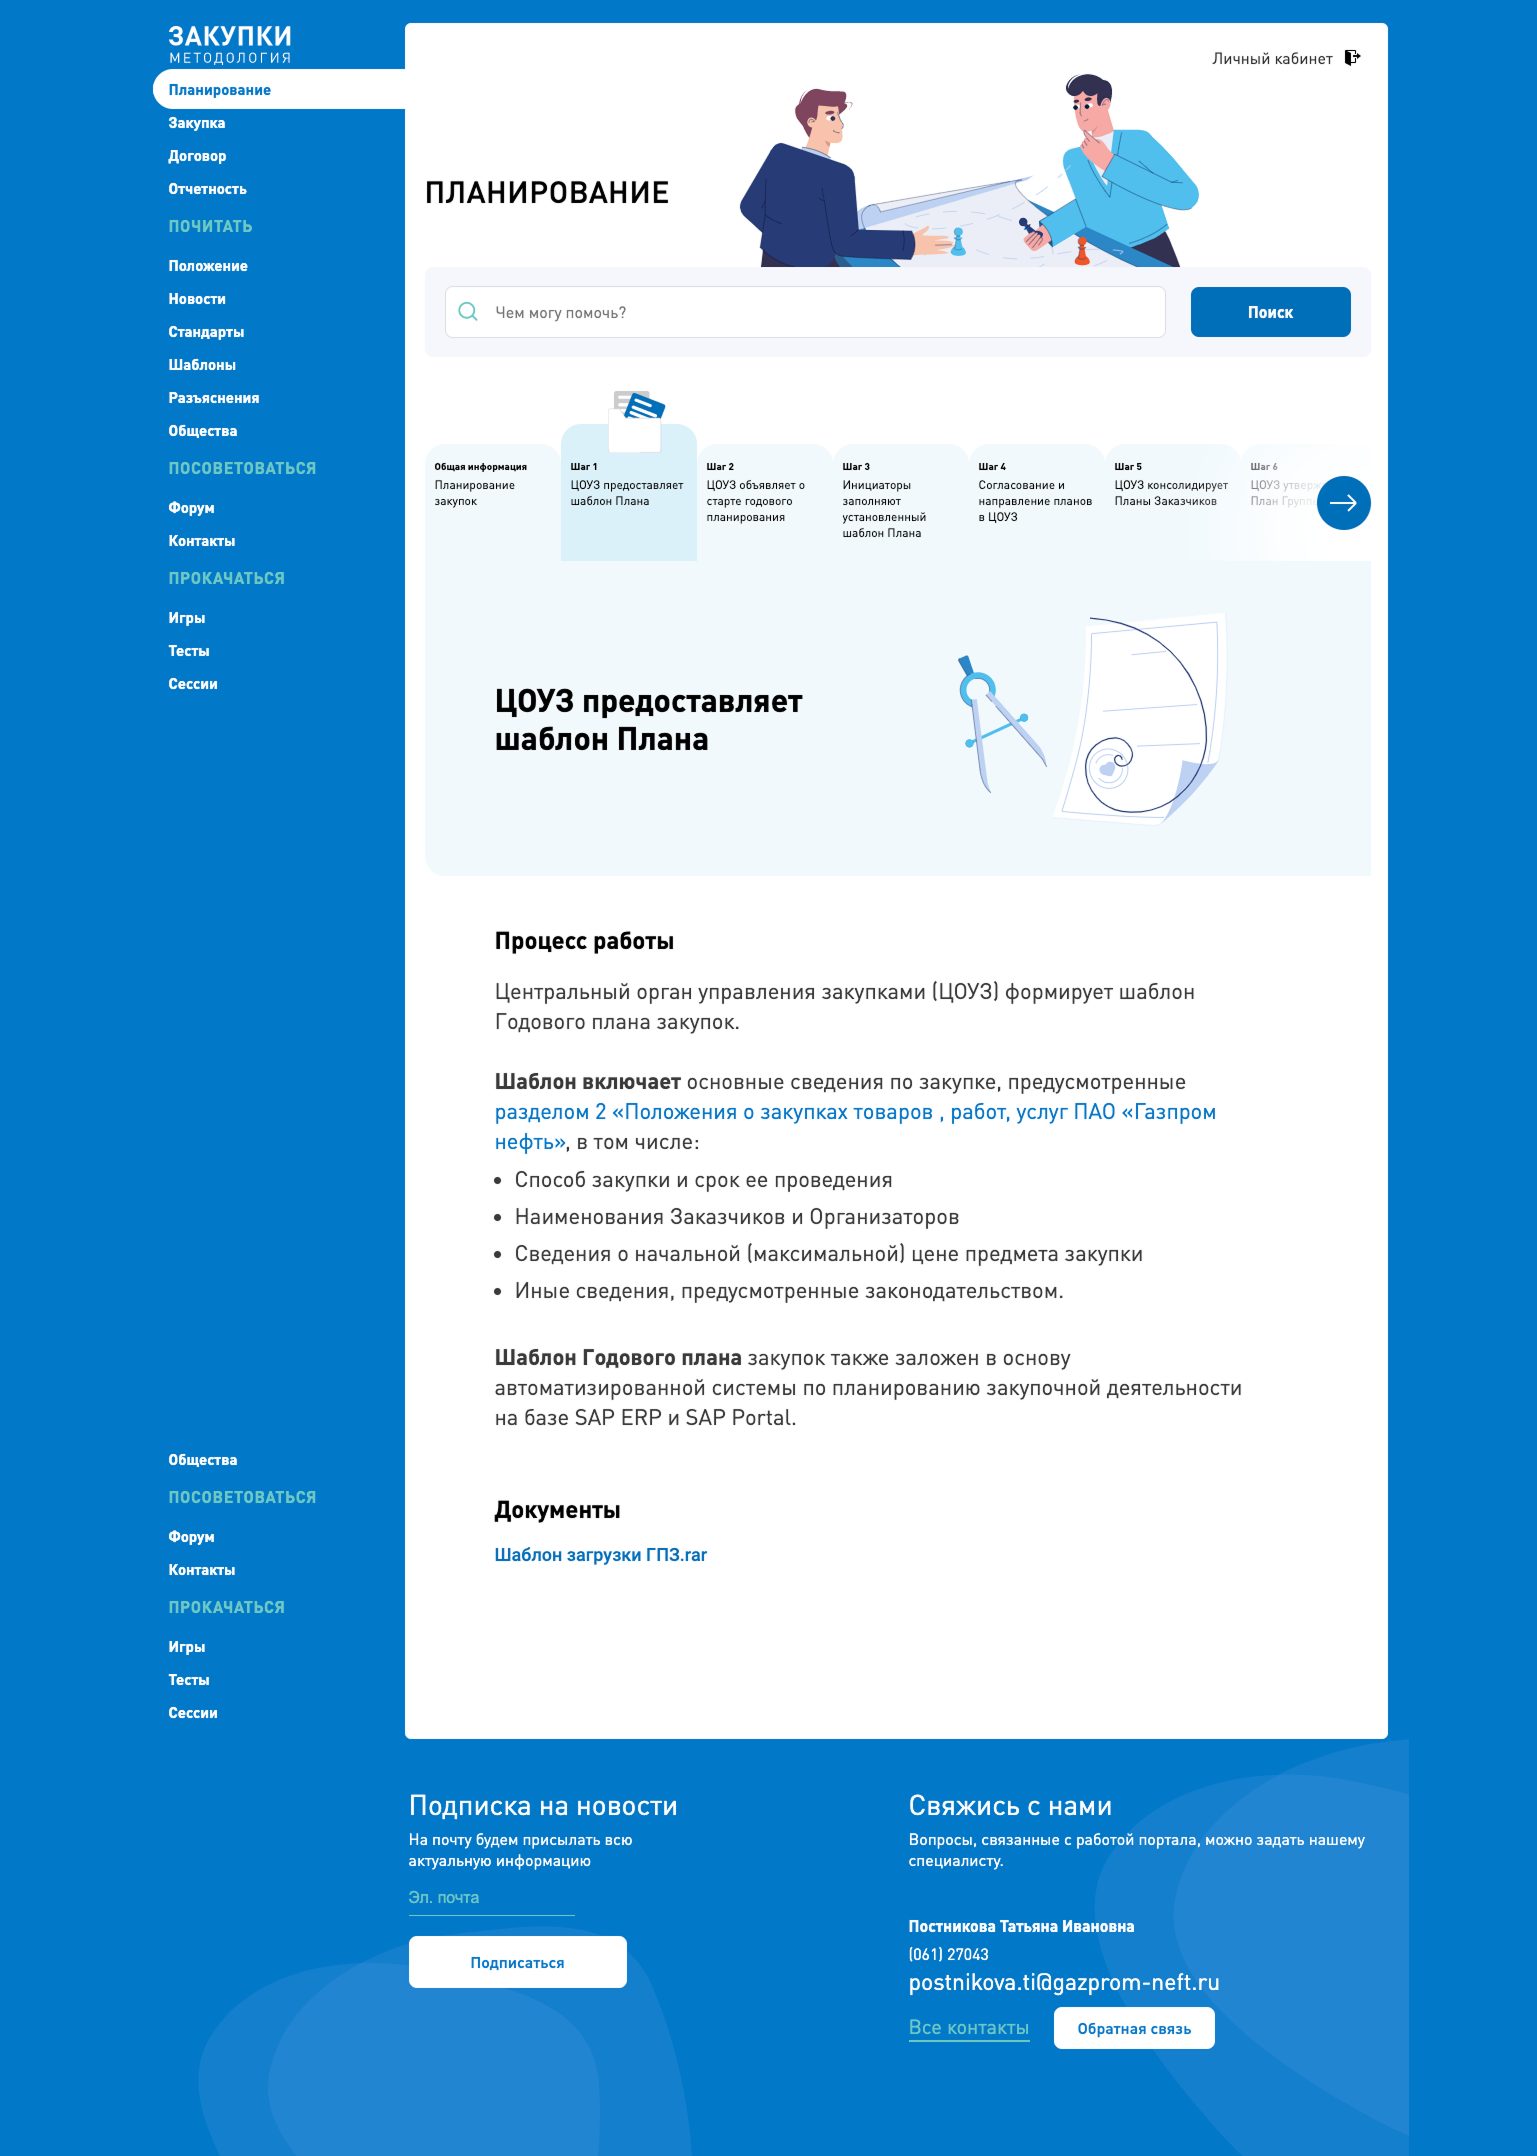 ЗАКУПКИ
МЕТОДОЛОГИЯ
Планирование
Закупка
Договор
Отчетность
ПОЧИТАТЬ
Положение
Новости
Стандарты
Шаблоны
Разъяснения
Общества
ПОСОВЕТОВАТЬСЯ
Форум
Контакты
ПРОКАЧАТЬСЯ
Игры
Тесты
Сессии
Общества
ПОСОВЕТОВАТЬСЯ
Форум
Контакты
ПРОКАЧАТЬСЯ
Игры
Тесты
Сессии
Личный кабинет
ПЛАНИРОВАНИЕ
Чем могу помочь?
Поиск
Общая информация
Планирование
закупок
Шаг 1
ЦОУЗ предоставляет
шаблон Плана
Шаг 2
ЦОУЗ объявляет о
старте годового
планирования
Шаг 3
Инициаторы
заполняют
установленный
шаблон Плана
Шаг 4
Согласование и
направление планов
в ЦОУЗ
Шаг 5
ЦОУЗ консолидирует
Планы Заказчиков
Шаг 6
ЦОУЗ
План
ЦОУЗ предоставляет
шаблон Плана
Процесс работы
Центральный орган управления закупками (ЦОУЗ) формирует шаблон
Годового плана закупок.
Шаблон включает основные сведения по закупке, предусмотренные
разделом 2 «Положения о закупках товаров , работ, услуг ПАО «Газпром
нефть», в том числе:
• Способ закупки и срок ее проведения
• Наименования Заказчиков и Организаторов
• Сведения о начальной (максимальной) цене предмета закупки
• Иные сведения, предусмотренные законодательством.
Шаблон Годового плана закупок также заложен в основу
автоматизированной системы по планированию закупочной деятельности
на базе SAP ERP и SAP Portal.
Документы
Шаблон загрузки ГПЗ.rar
Подписка на новости
На почту будем присылать всю
актуальную информацию
Эл. почта
Подписаться
Свяжись с нами
Вопросы, связанные с работой портала, можно задать нашему
специалисту.
Постникова Татьяна Ивановна
(061) 27043
postnikova.ti@gazprom-neft.ru
Все контакты
Обратная связь